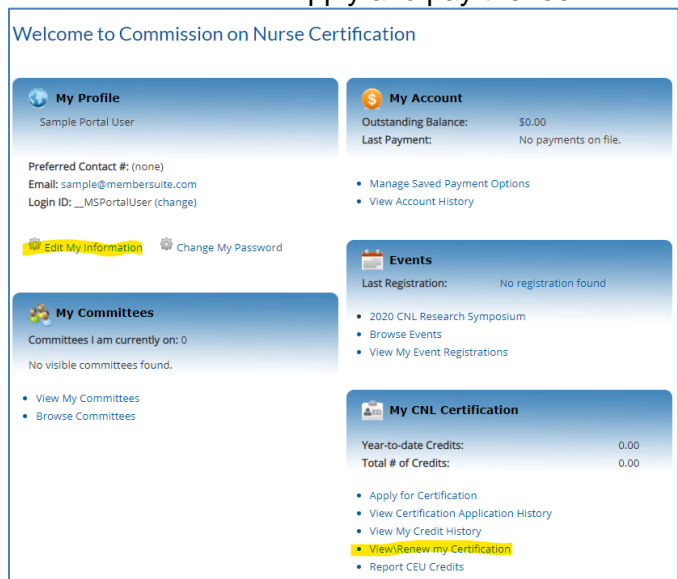 Welcome to Commission on Nurse Certification
My Profile
Sample Portal User
Preferred Contact #: (none)
Email: sample@membersuite.com
Login ID: __MSPortalUser (change)
Edit My Information Change My Password
My Committees
Committees I am currently on: 0
No visible committees found.
• View My Committees
• Browse Committees
My Account
Outstanding Balance: $0.00
Last Payment: No payments on file.
• Manage Saved Payment Options
• View Account History
Events
Last Registration: No registration found
• 2020 CNL Research Symposium
• Browse Events
• View My Event Registrations
My CNL Certification
Year-to-date Credits: 0.00
Total # of Credits: 0.00
• Apply for Certification
• View Certification Application History
• View My Credit History
• View\Renew my Certification
• Report CEU Credits